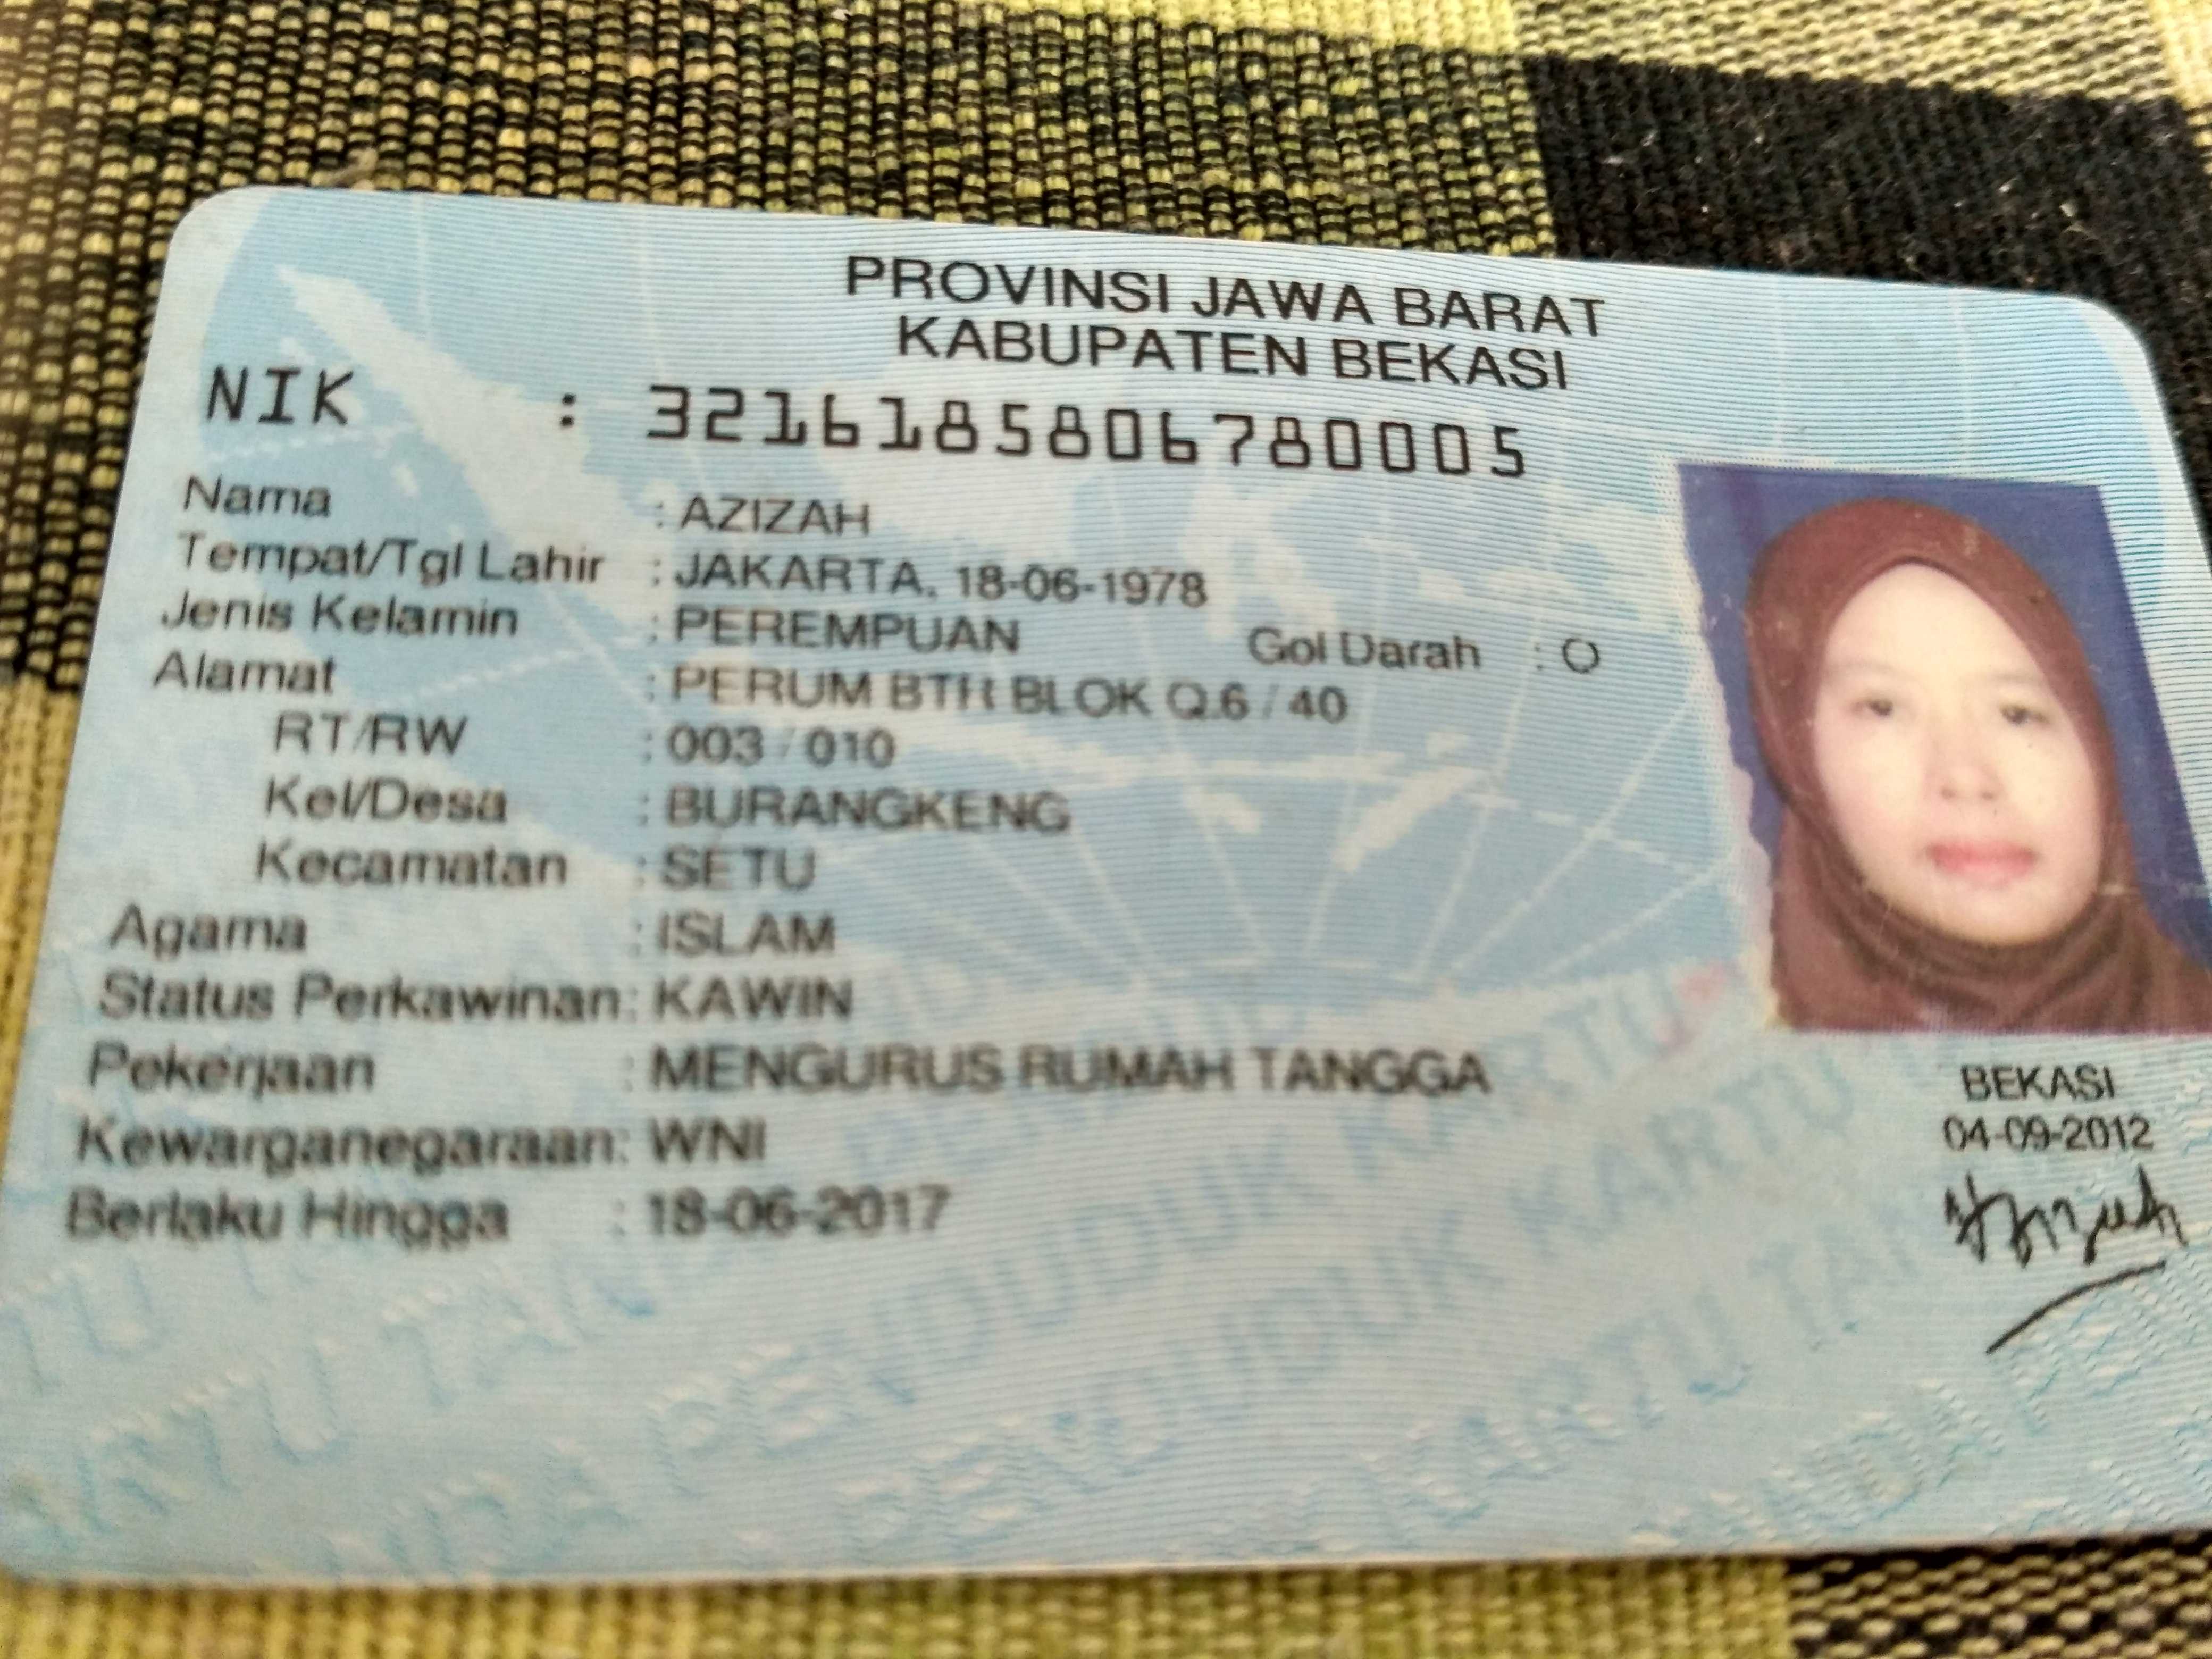 PROVINSI JAWA BARAT
KABUPATEN BEKASI
NIK : 3216185806780005
Nama : AZIZAH
Tempat/Tgl Lahir : JAKARTA, 18-06-1978
Jenis Kelamin : PEREMPUAN Gol Darah : O
Alamat : PERUM BTR BLOK Q.6 / 40
RT/RW : 003 / 010
Kel/Desa : BURANGKENG
Kecamatan : SETU
Agama : ISLAM
Status Perkawinan: KAWIN
Pekerjaan : MENGURUS RUMAH TANGGA
Kewarganegaraan: WNI
Berlaku Hingga : 18-06-2017
BEKASI
04-09-2012